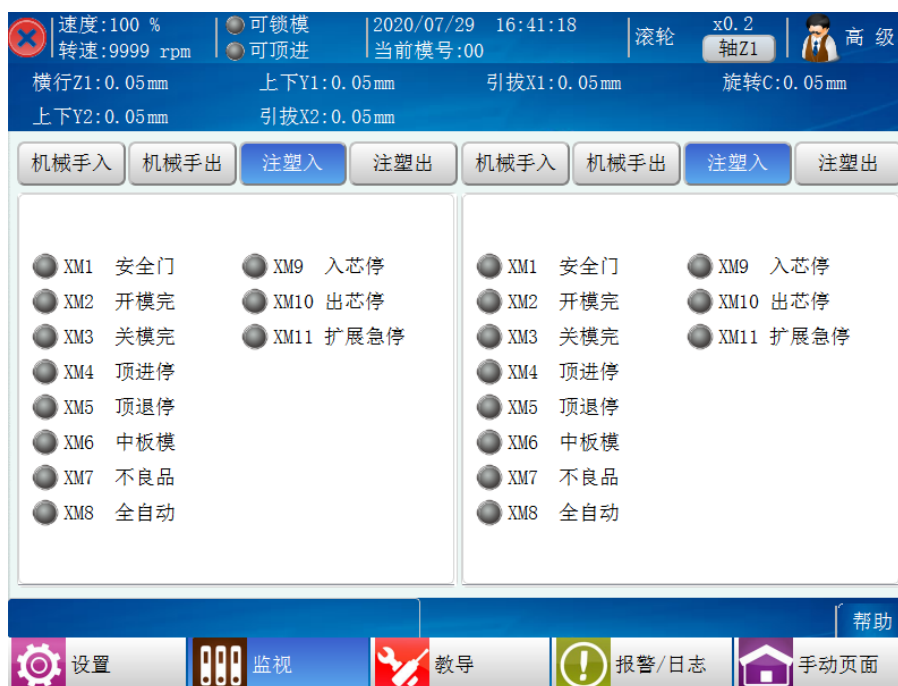 速度:100 % 可锁模 2020/07/29 16:41:18 滚轮 x0.2 高 级
转速:9999 rpm 可顶进 当前模号:00 轴Z1
横行Z1:0.05mm 上下Y1:0.05mm 引拔X1:0.05mm 旋转C:0.05mm
上下Y2:0.05mm 引拔X2:0.05mm
机械手入 机械手出 注塑入 注塑出 机械手入 机械手出 注塑入 注塑出
XM1 安全门 XM9 入芯停 XM1 安全门 XM9 入芯停
XM2 开模完 XM10 出芯停 XM2 开模完 XM10 出芯停
XM3 关模完 XM11 扩展急停 XM3 关模完 XM11 扩展急停
XM4 顶进停 XM4 顶进停
XM5 顶退停 XM5 顶退停
XM6 中板模 XM6 中板模
XM7 不良品 XM7 不良品
XM8 全自动 XM8 全自动
帮助
设置 监视 教导 报警/日志 手动页面